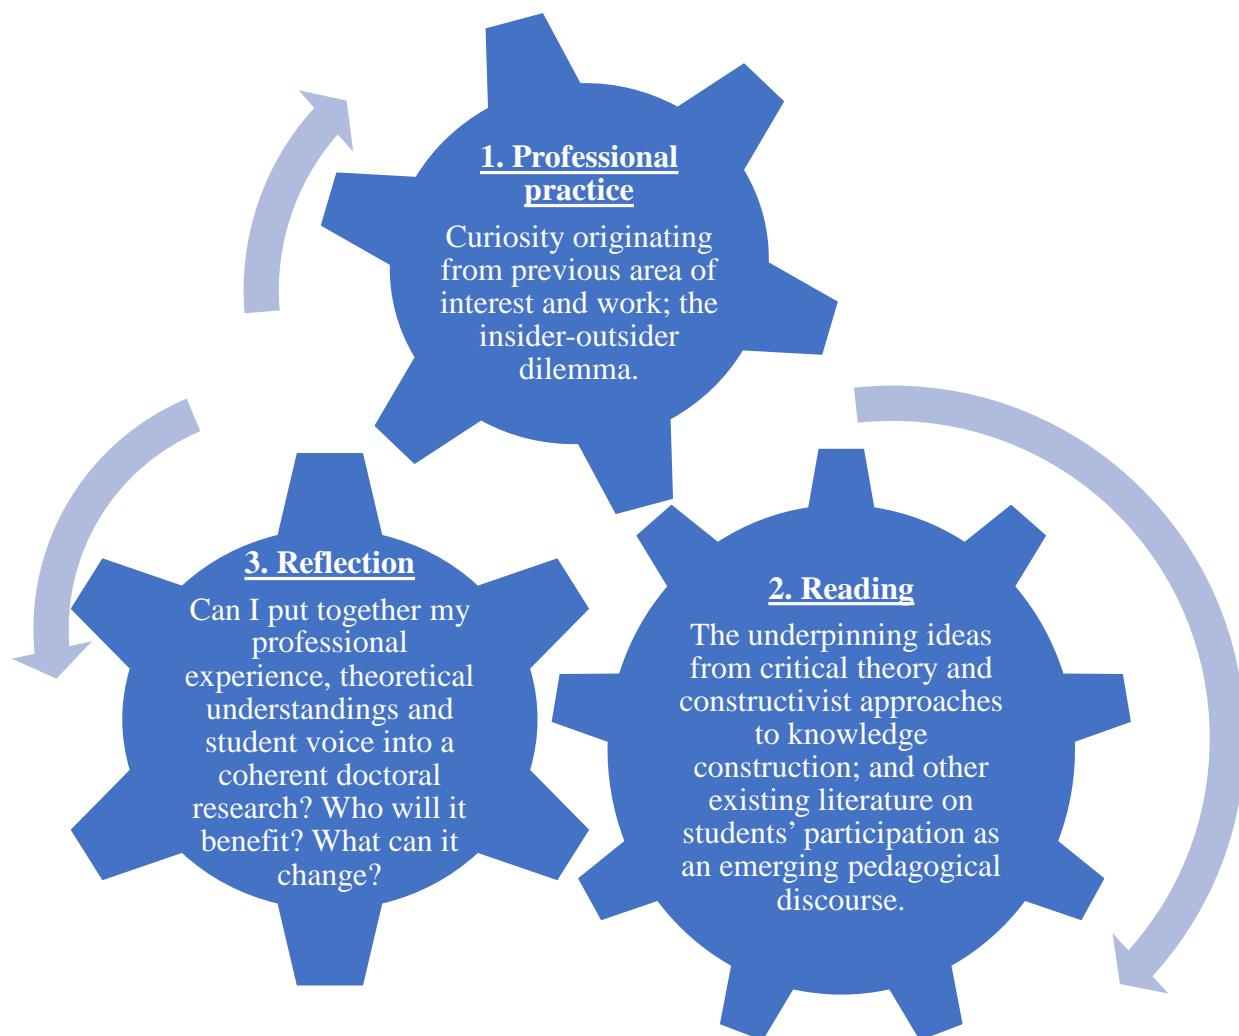 1. Professional
practice
Curiosity originating
from previous area of
interest and work; the
insider-outsider
dilemma.
2. Reading
The underpinning ideas
from critical theory and
constructivist approaches
to knowledge
construction; and other
existing literature on
students’ participation as
an emerging pedagogical
discourse.
3. Reflection
Can I put together my
professional
experience, theoretical
understandings and
student voice into a
coherent doctoral
research? Who will it
benefit? What can it
change?